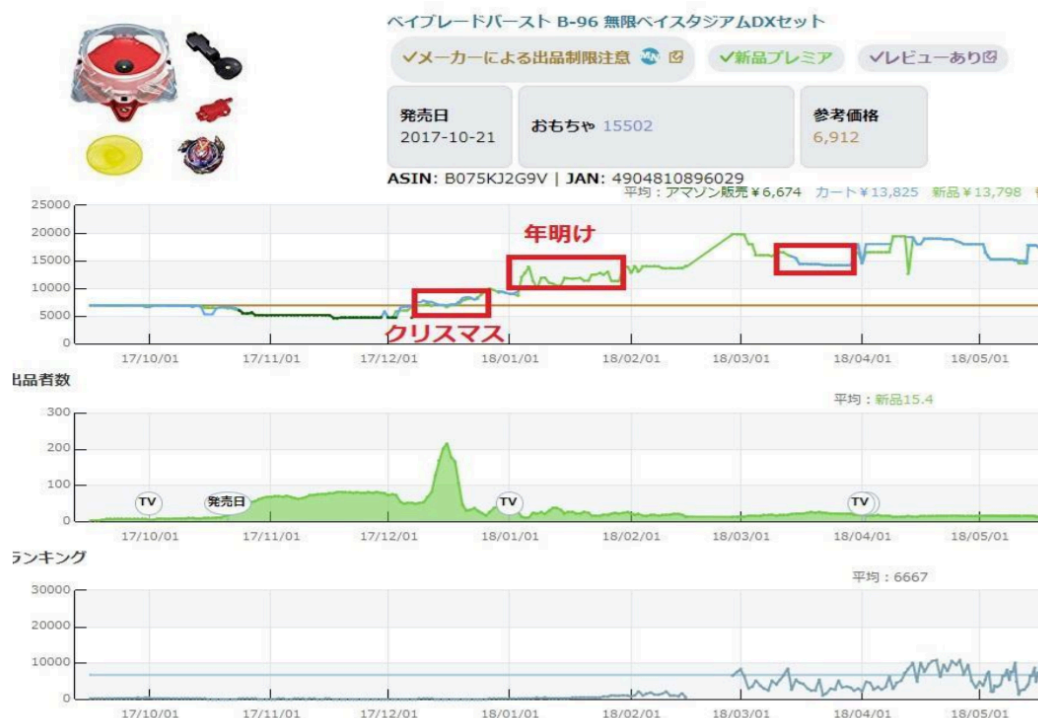 ベイブレードバースト B-96 無限ベイスタジアムDXセット
✓メーカーによる出品制限注意
✓新品プレミア
✓レビューあり
発売日
2017-10-21
おもちゃ 15502
参考価格
6,912
ASIN: B075KJ2G9V | JAN: 4904810896029
平均：アマゾン販売¥6,674 カート¥13,825 新品¥13,798
25000
20000
15000
10000
5000
0
年明け
クリスマス
17/10/01 17/11/01 17/12/01 18/01/01 18/02/01 18/03/01 18/04/01 18/05/01
出品者数
平均：新品15.4
300
200
100
0
TV 発売日 TV TV
17/10/01 17/11/01 17/12/01 18/01/01 18/02/01 18/03/01 18/04/01 18/05/01
ランキング
平均：6667
30000
20000
10000
0
17/10/01 17/11/01 17/12/01 18/01/01 18/02/01 18/03/01 18/04/01 18/05/01